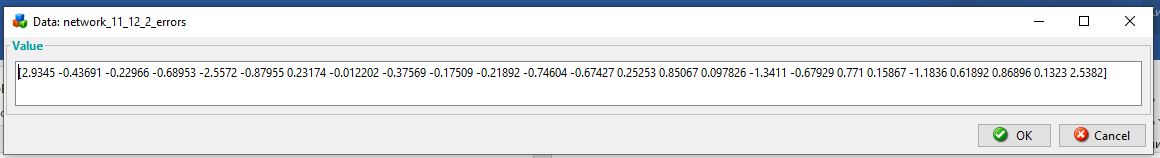 Data: network_11_12_2_errors
Value
[2.9345 -0.43691 -0.22966 -0.68953 -2.5572 -0.87955 0.23174 -0.012202 -0.37569 -0.17509 -0.21892 -0.74604 -0.67427 0.25253 0.85067 0.097826 -1.3411 -0.67929 0.771 0.15867 -1.1836 0.61892 0.86896 0.1323 2.5382]
OK Cancel